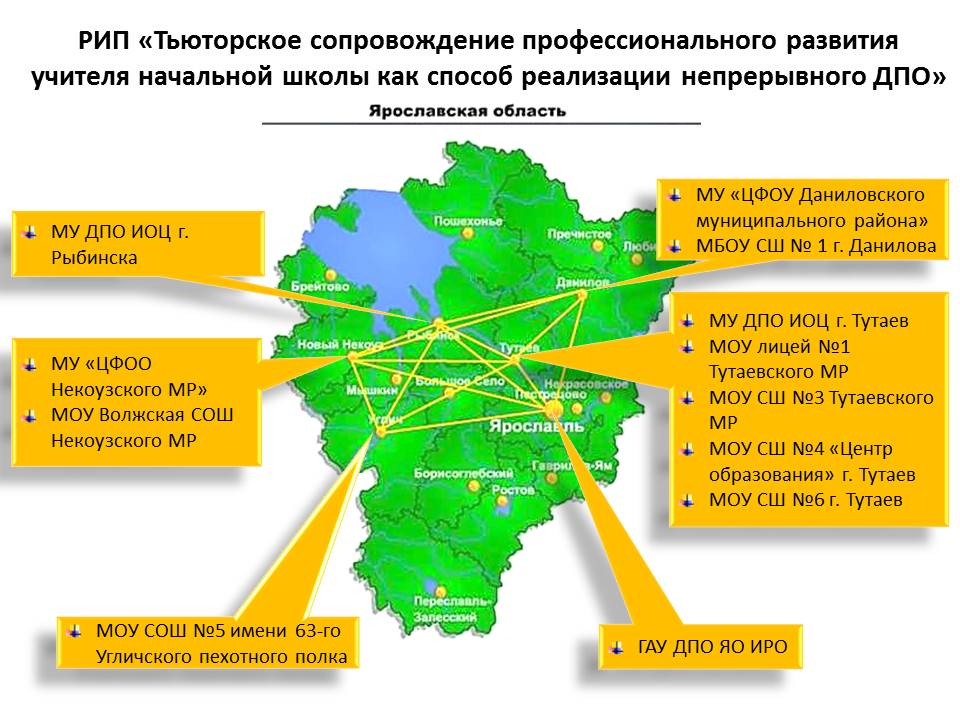 РИП «Тьюторское сопровождение профессионального развития
учителя начальной школы как способ реализации непрерывного ДПО»
Ярославская область
МУ «ЦФОУ Даниловского
муниципального района»
МБОУ СШ № 1 г. Данилова
МУ ДПО ИОЦ г.
Рыбинска
Пошехонье
Пречистое
Люби
Брейтово
Данилов
МУ ДПО ИОЦ г. Тутаев
МОУ лицей №1
Тутаевского МР
МОУ СШ №3 Тутаевского
МР
МОУ СШ №4 «Центр
образования» г. Тутаев
МОУ СШ №6 г. Тутаев
Рыбинск
Новый Некоуз
Тутаев
МУ «ЦФОО
Некоузского МР»
МОУ Волжская СОШ
Некоузского МР
Мышкин
Большое Село
Некрасовское
Пестрецово
Углич
Ярославль
Борисоглебский
Гаврилов-Ям
Ростов
Переславль-
Залесский
МОУ СОШ №5 имени 63-го
Угличского пехотного полка
ГАУ ДПО ЯО ИРО